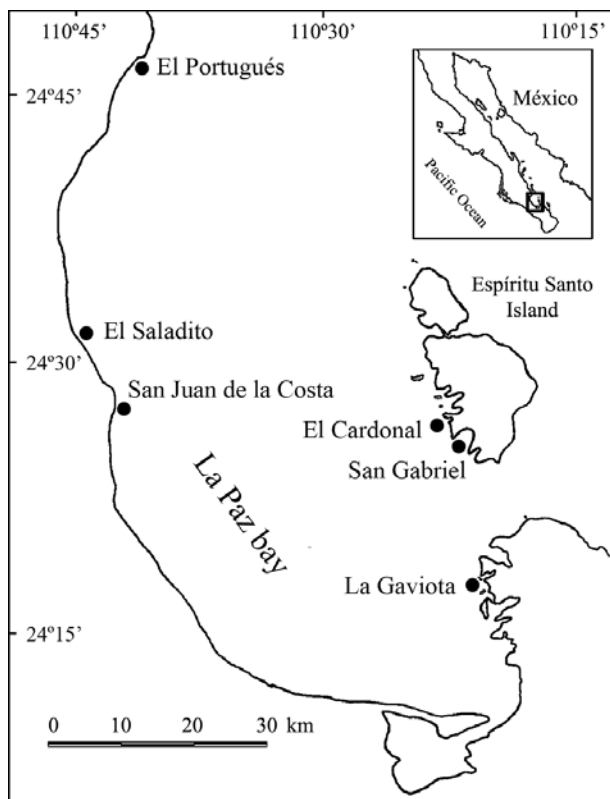 110º45' 110º30' 110º15'
El Portugués
24º45'
México
Pacific Ocean
Espíritu Santo
Island
El Saladito
24º30'
San Juan de la Costa
El Cardonal
San Gabriel
La Paz bay
La Gaviota
24º15'
0 10 20 30 km